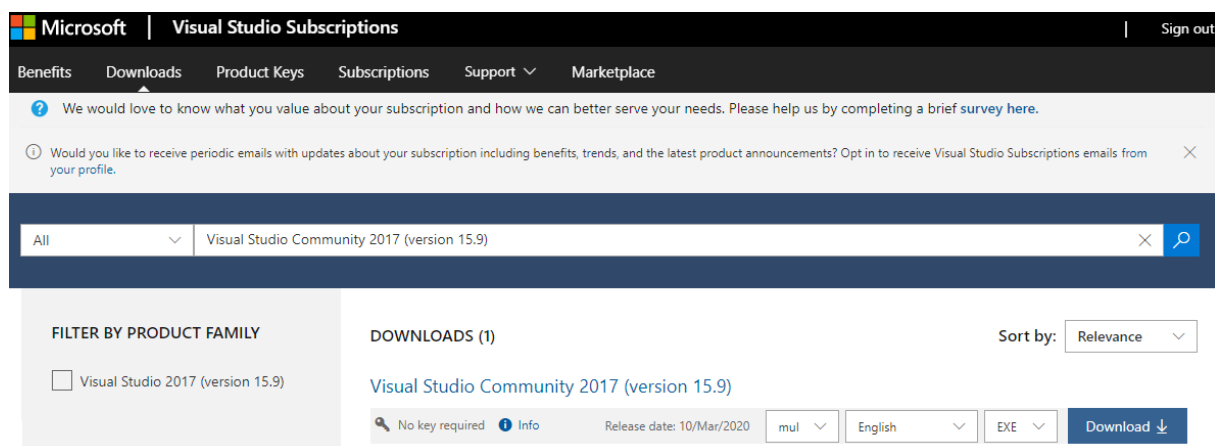 Microsoft | Visual Studio Subscriptions | Sign out
Benefits Downloads Product Keys Subscriptions Support Marketplace
We would love to know what you value about your subscription and how we can better serve your needs. Please help us by completing a brief survey here.
Would you like to receive periodic emails with updates about your subscription including benefits, trends, and the latest product announcements? Opt in to receive Visual Studio Subscriptions emails from
your profile.
All Visual Studio Community 2017 (version 15.9)
FILTER BY PRODUCT FAMILY
Visual Studio 2017 (version 15.9)
DOWNLOADS (1)
Sort by: Relevance
Visual Studio Community 2017 (version 15.9)
No key required Info Release date: 10/Mar/2020 mul English EXE Download